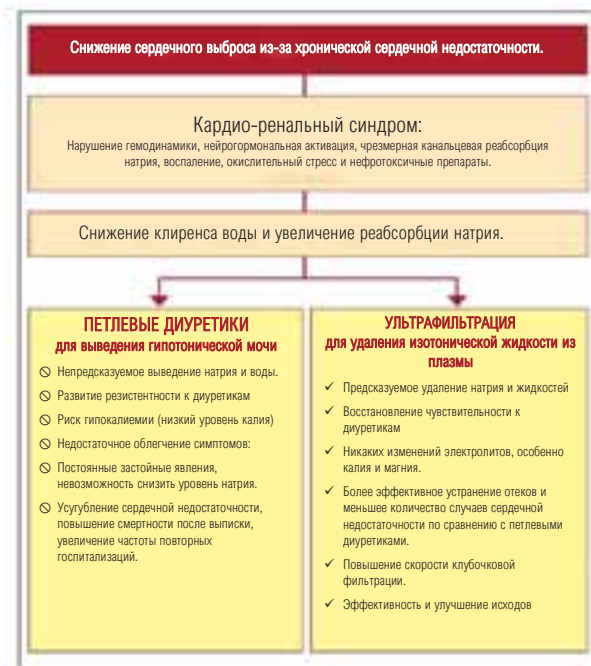 Снижение сердечного выброса из-за хронической сердечной недостаточности.
Кардио-ренальный синдром:
Нарушение гемодинамики, нейрогормональная активация, чрезмерная канальцевая реабсорбция
натрия, воспаление, окислительный стресс и нефротоксичные препараты.
Снижение клиренса воды и увеличение реабсорбции натрия.
ПЕТЛЕВЫЕ ДИУРЕТИКИ
для выведения гипотонической мочи
Непредсказуемое выведение натрия и воды.
Развитие резистентности к диуретикам
Риск гипокалиемии (низкий уровень калия)
Недостаточное облегчение симптомов:
Постоянные застойные явления,
невозможность снизить уровень натрия.
Усугубление сердечной недостаточности,
повышение смертности после выписки,
увеличение частоты повторных
госпитализаций.
УЛЬТРАФИЛЬТРАЦИЯ
для удаления изотонической жидкости из
плазмы
✓ Предсказуемое удаление натрия и жидкостей
✓ Восстановление чувствительности к
диуретикам
✓ Никаких изменений электролитов, особенно
калия и магния.
✓ Более эффективное устранение отеков и
меньшее количество случаев сердечной
недостаточности по сравнению с петлевыми
диуретиками.
✓ Повышение скорости клубочковой
фильтрации.
✓ Эффективность и улучшение исходов